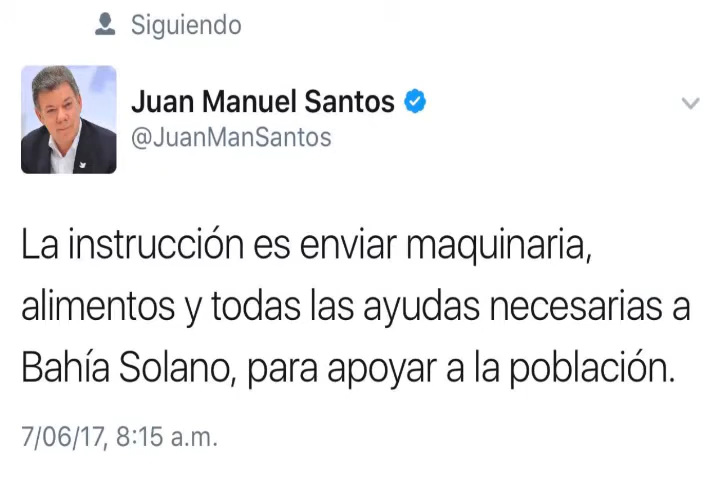 Siguiendo
Juan Manuel Santos
@JuanManSantos
La instrucción es enviar maquinaria,
alimentos y todas las ayudas necesarias a
Bahía Solano, para apoyar a la población.
7/06/17, 8:15 a.m.